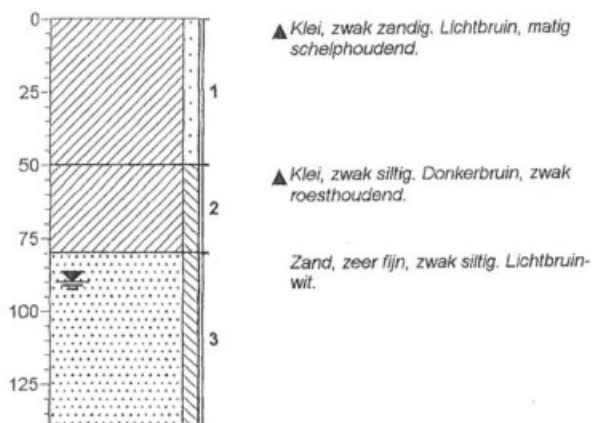 0
Klei, zwak zandig. Lichtbruin, matig
schelphoudend.
25
1
50
Klei, zwak siltig. Donkerbruin, zwak
roesthoudend.
2
75
Zand, zeer fijn, zwak siltig. Lichtbruin-
wit.
100
3
125